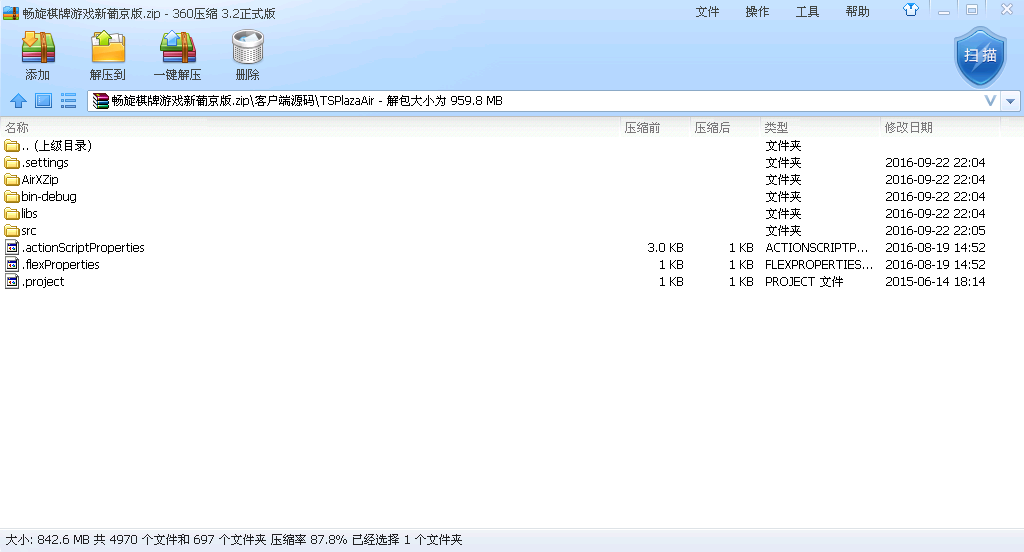 畅旋棋牌游戏新葡京版.zip - 360压缩 3.2正式版 文件 操作 工具 帮助
添加 解压到 一键解压 删除 扫描
畅旋棋牌游戏新葡京版.zip\客户端源码\TSPlazaAir - 解包大小为 959.8 MB
名称 压缩前 压缩后 类型 修改日期
.. (上级目录) 文件夹
.settings 文件夹 2016-09-22 22:04
AirXZip 文件夹 2016-09-22 22:04
bin-debug 文件夹 2016-09-22 22:04
libs 文件夹 2016-09-22 22:04
src 文件夹 2016-09-22 22:05
.actionScriptProperties 3.0 KB 1 KB ACTIONSCRIPTP... 2016-08-19 14:52
.flexProperties 1 KB 1 KB FLEXPROPERTIES... 2016-08-19 14:52
.project 1 KB 1 KB PROJECT 文件 2015-06-14 18:14
大小: 842.6 MB 共 4970 个文件和 697 个文件夹 压缩率 87.8% 已经选择 1 个文件夹